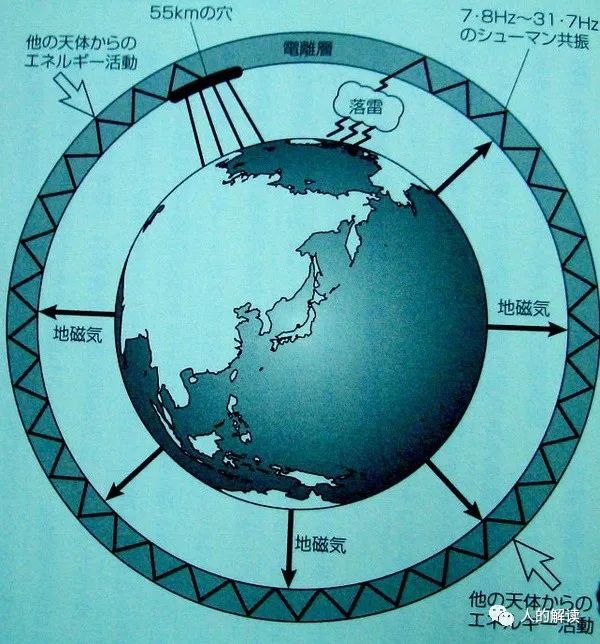 55kmの穴
7・8Hz～31・7Hz
のシューマン共振
他の天体からの
エネルギー活動
電離層
落雷
地磁気
地磁気
地磁気
他の天体からの
エネルギー活動
人的解读